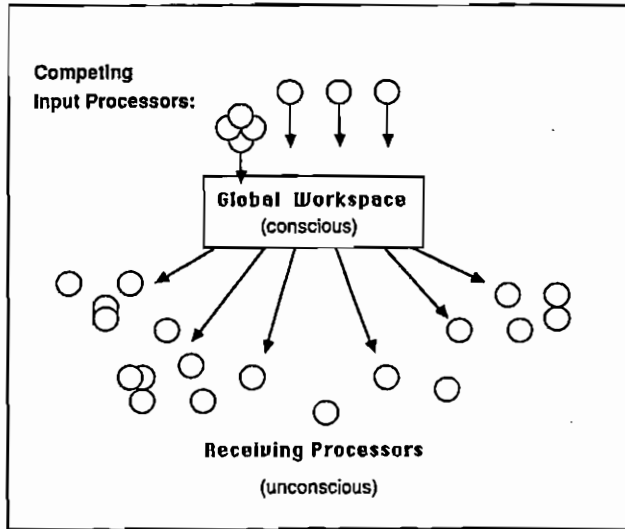 Competing
Input Processors:
Global Workspace
(conscious)
Receiving Processors
(unconscious)